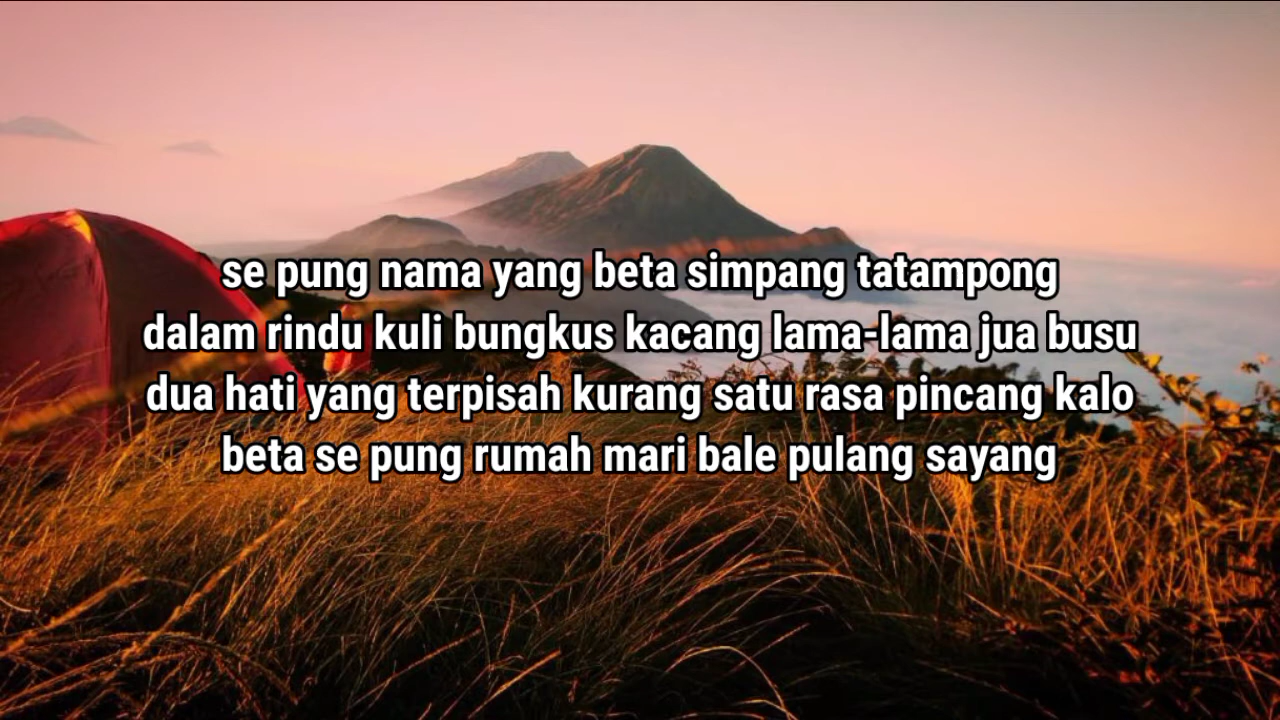 se pung nama yang beta simpang tatampong
dalam rindu kuli bungkus kacang lama-lama jua busu
dua hati yang terpisah kurang satu rasa pincang kalo
beta se pung rumah mari bale pulang sayang